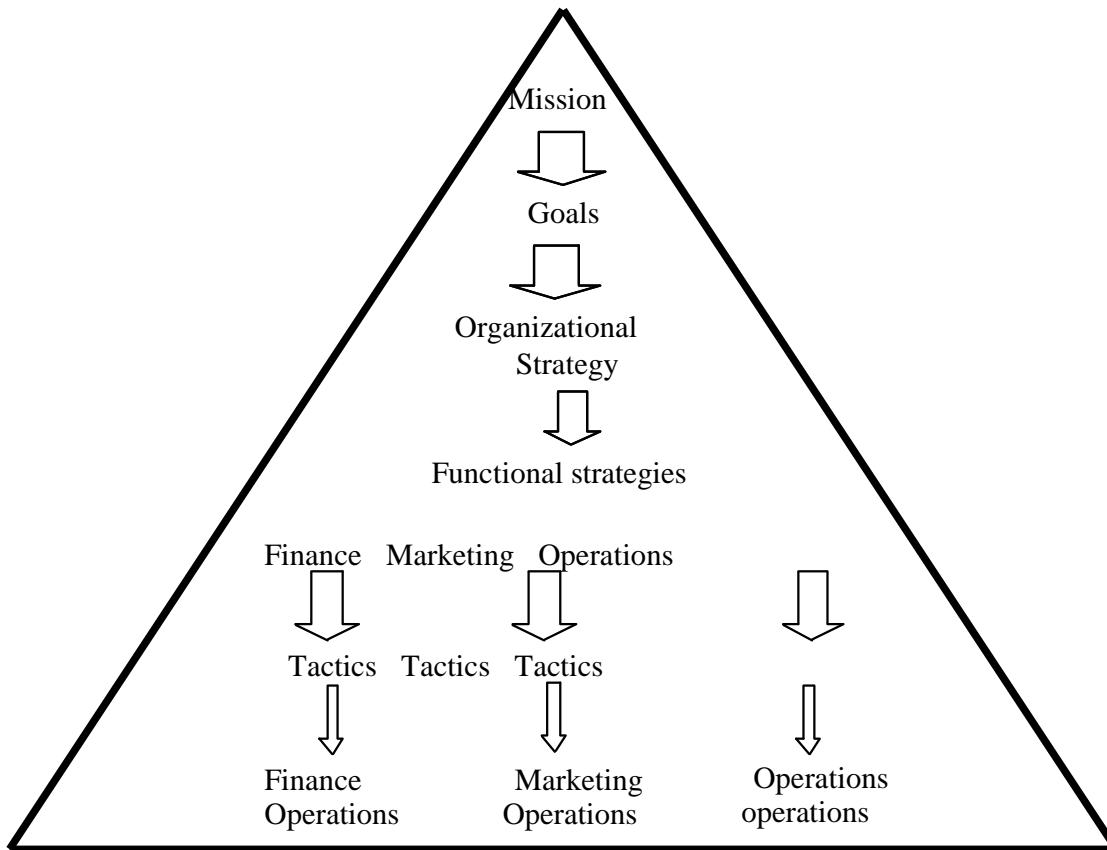 Mission
Goals
Organizational
Strategy
Functional strategies
Finance Marketing Operations
Tactics Tactics Tactics
Finance
Operations
Marketing
Operations
Operations
operations